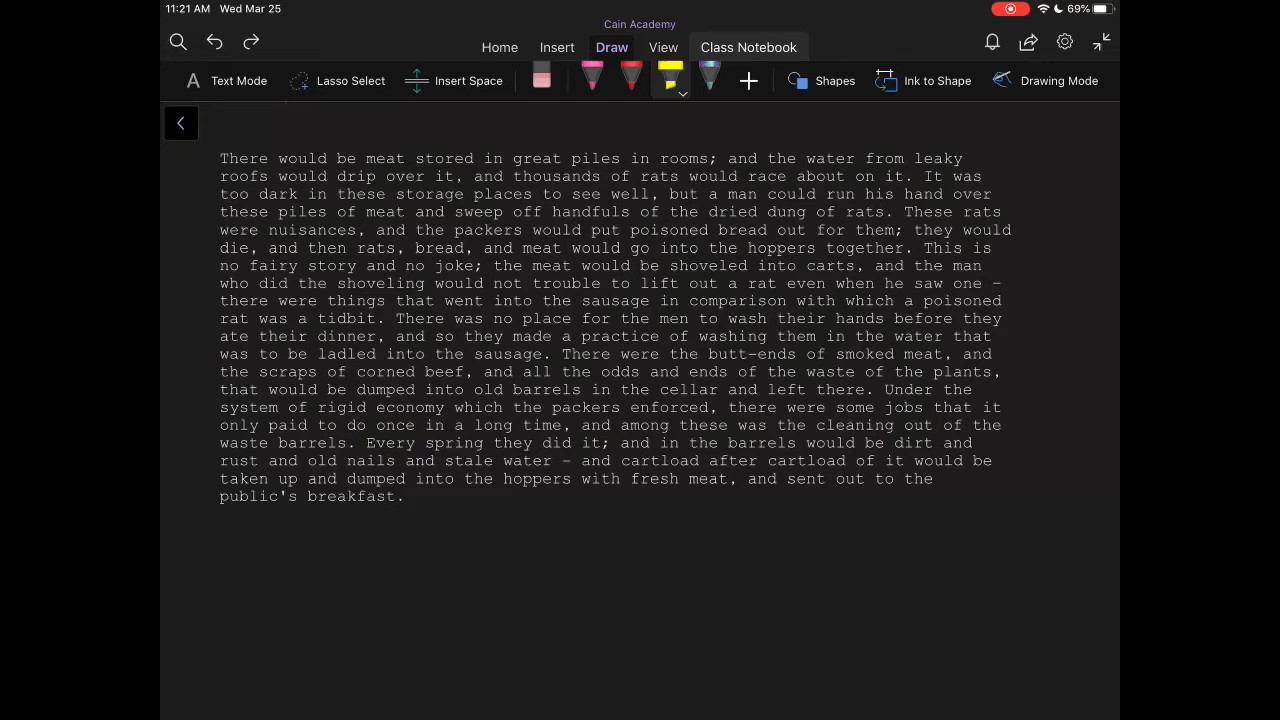 11:21 AM Wed Mar 25
69%
Cain Academy
Home Insert Draw View Class Notebook
Text Mode Lasso Select Insert Space Shapes Ink to Shape Drawing Mode
There would be meat stored in great piles in rooms; and the water from leaky
roofs would drip over it, and thousands of rats would race about on it. It was
too dark in these storage places to see well, but a man could run his hand over
these piles of meat and sweep off handfuls of the dried dung of rats. These rats
were nuisances, and the packers would put poisoned bread out for them; they would
die, and then rats, bread, and meat would go into the hoppers together. This is
no fairy story and no joke; the meat would be shoveled into carts, and the man
who did the shoveling would not trouble to lift out a rat even when he saw one –
there were things that went into the sausage in comparison with which a poisoned
rat was a tidbit. There was no place for the men to wash their hands before they
ate their dinner, and so they made a practice of washing them in the water that
was to be ladled into the sausage. There were the butt-ends of smoked meat, and
the scraps of corned beef, and all the odds and ends of the waste of the plants,
that would be dumped into old barrels in the cellar and left there. Under the
system of rigid economy which the packers enforced, there were some jobs that it
only paid to do once in a long time, and among these was the cleaning out of the
waste barrels. Every spring they did it; and in the barrels would be dirt and
rust and old nails and stale water – and cartload after cartload of it would be
taken up and dumped into the hoppers with fresh meat, and sent out to the
public's breakfast.